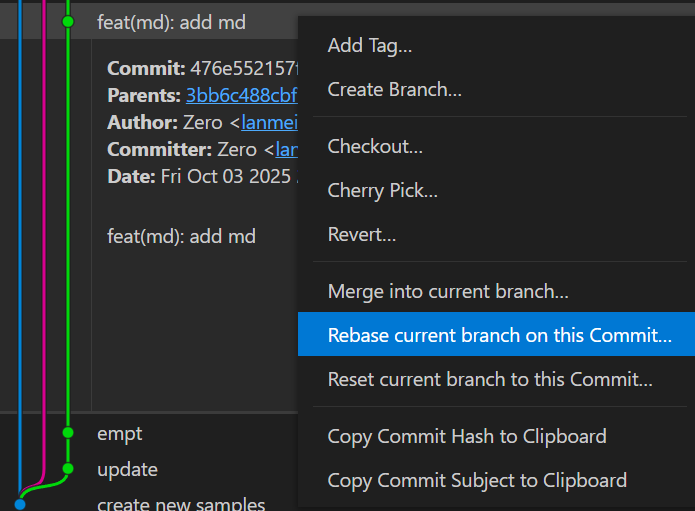 feat(md): add md
Commit: 476e552157
Parents: 3bb6c488cbf
Author: Zero <lanmei
Committer: Zero <lan
Date: Fri Oct 03 2025
feat(md): add md
empt
update
create new samples
Add Tag...
Create Branch...
Checkout...
Cherry Pick...
Revert...
Merge into current branch...
Rebase current branch on this Commit...
Reset current branch to this Commit...
Copy Commit Hash to Clipboard
Copy Commit Subject to Clipboard